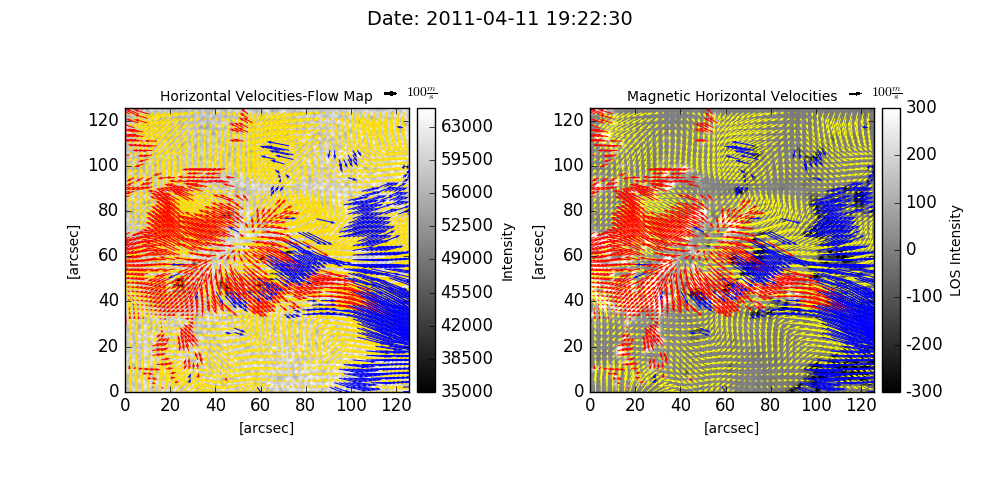 Date: 2011-04-11 19:22:30
Horizontal Velocities-Flow Map
100 m/s
Magnetic Horizontal Velocities
100 m/s
120
100
80
60
40
20
0
0 20 40 60 80 100 120
[arcsec]
[arcsec]
63000
59500
56000
52500
49000
45500
42000
38500
35000
Intensity
120
100
80
60
40
20
0
0 20 40 60 80 100 120
[arcsec]
[arcsec]
300
200
100
0
-100
-200
-300
LOS Intensity